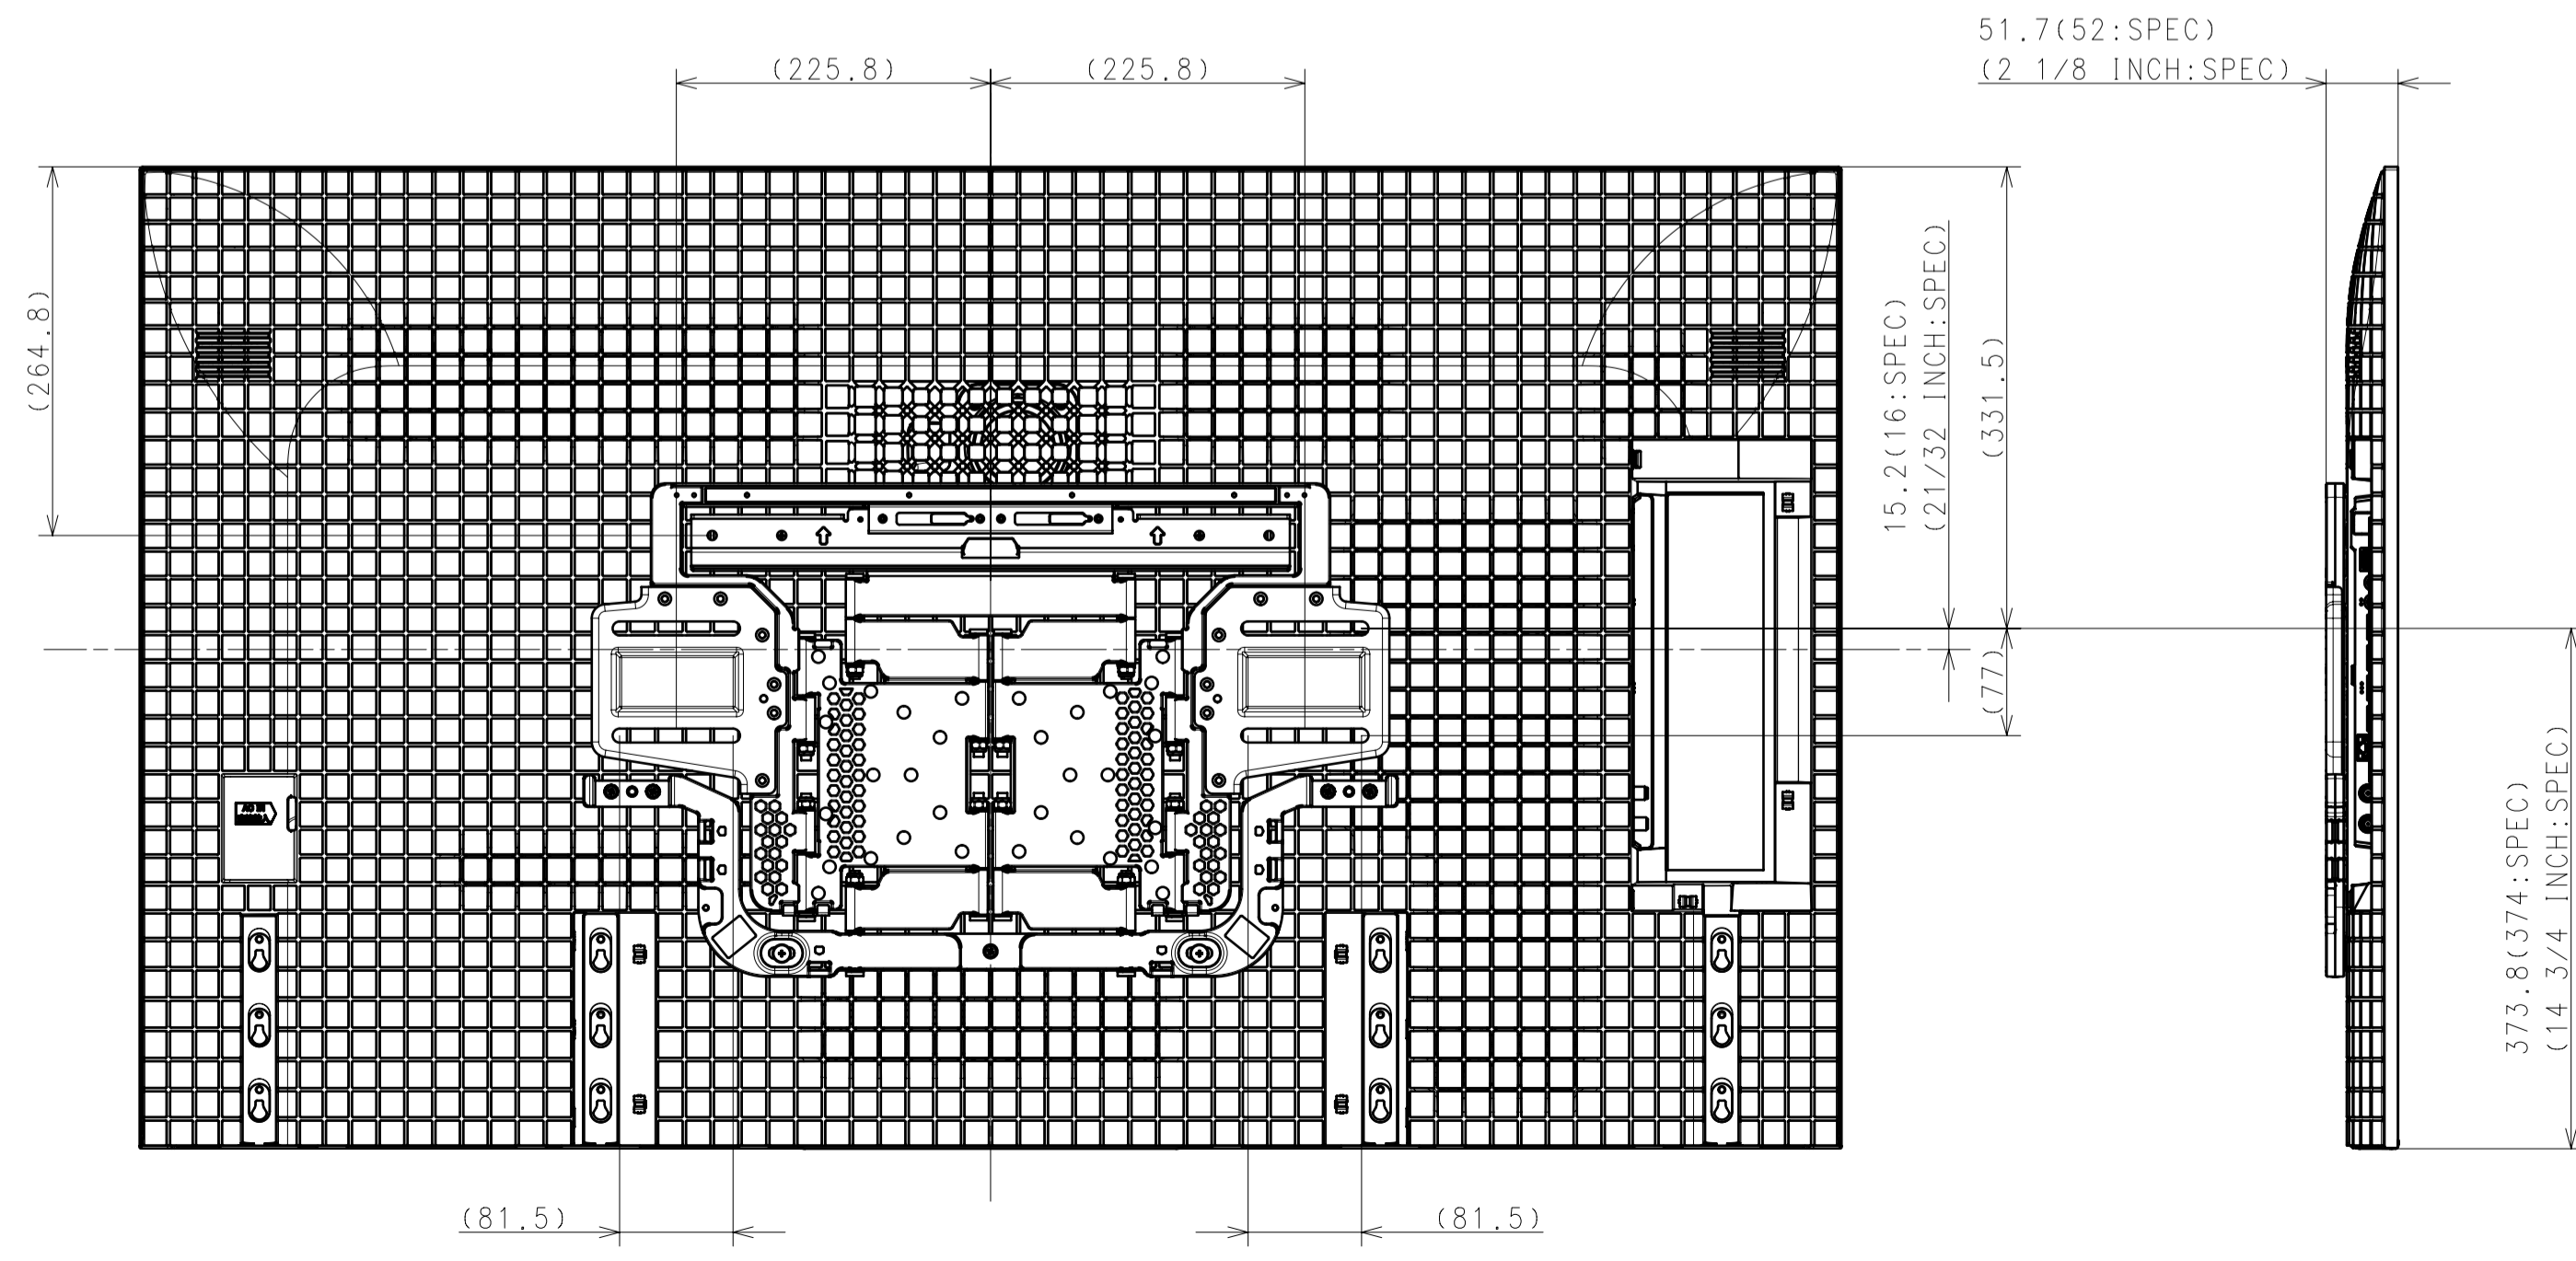 51.7(52:SPEC)
(2 1/8 INCH:SPEC)
(225.8)
(225.8)
(264.8)
15.2(16:SPEC)
(21/32 INCH:SPEC)
(331.5)
(77)
373.8(374:SPEC)
(14 3/4 INCH:SPEC)
(81.5)
(81.5)